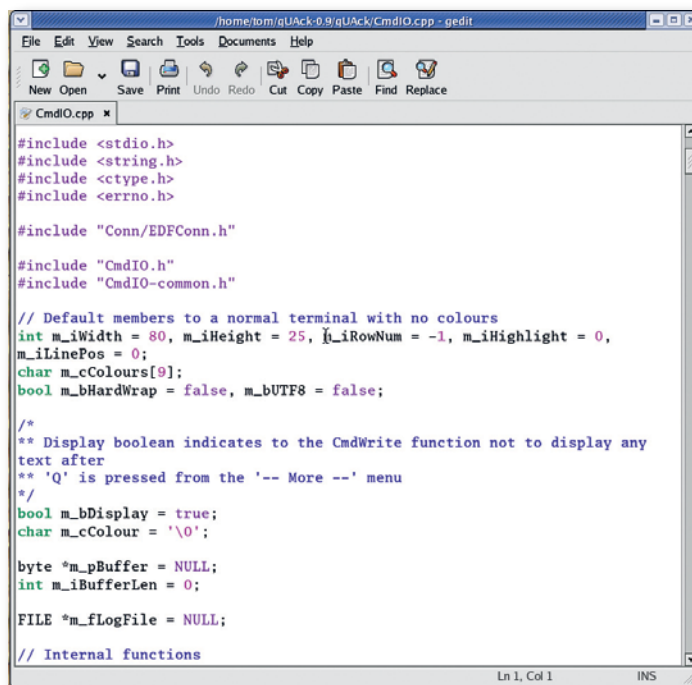 /home/tom/qUAck-0.9/qUAck/CmdIO.cpp - gedit
File Edit View Search Tools Documents Help
New Open Save Print Undo Redo Cut Copy Paste Find Replace
CmdIO.cpp
#include <stdio.h>
#include <string.h>
#include <ctype.h>
#include <errno.h>
#include "Conn/EDFConn.h"
#include "CmdIO.h"
#include "CmdIO-common.h"
// Default members to a normal terminal with no colours
int m_iWidth = 80, m_iHeight = 25, m_iRowNum = -1, m_iHighlight = 0,
m_iLinePos = 0;
char m_cColours[9];
bool m_bHardWrap = false, m_bUTF8 = false;
/*
** Display boolean indicates to the CmdWrite function not to display any
text after
** 'Q' is pressed from the '-- More --' menu
*/
bool m_bDisplay = true;
char m_cColour = '\0';
byte *m_pBuffer = NULL;
int m_iBufferLen = 0;
FILE *m_fLogFile = NULL;
// Internal functions
Ln 1, Col 1 INS